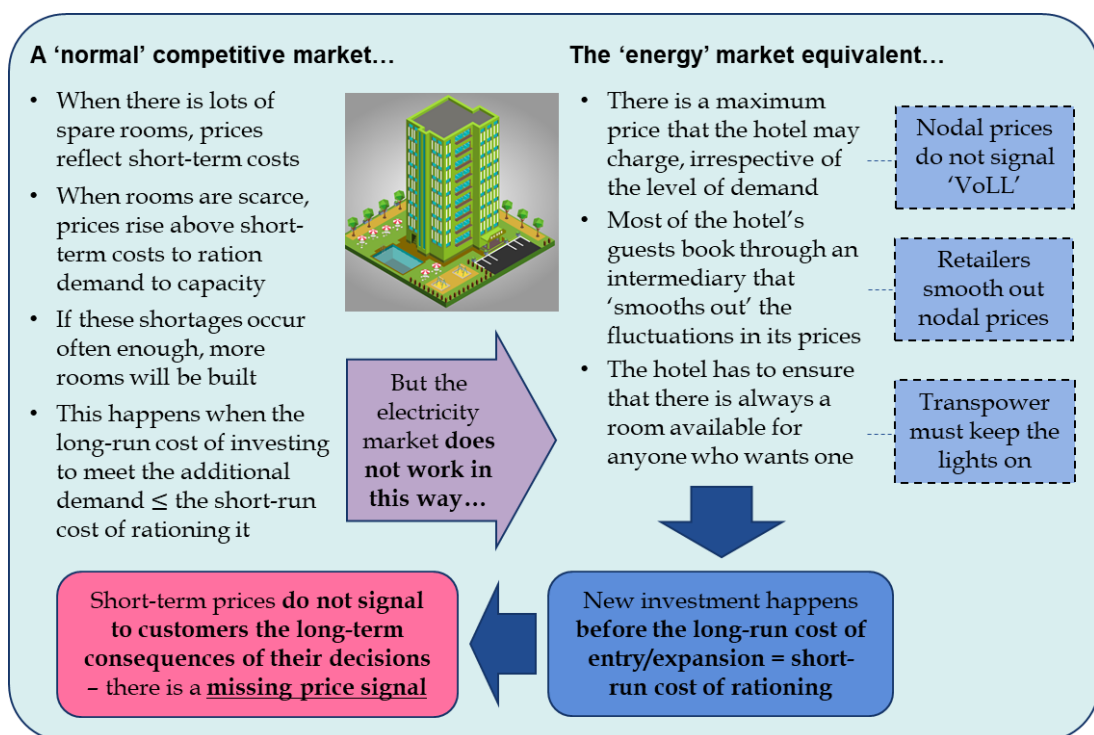 A ‘normal’ competitive market…
• When there is lots of
spare rooms, prices
reflect short-term costs
• When rooms are scarce,
prices rise above short-
term costs to ration
demand to capacity
• If these shortages occur
often enough, more
rooms will be built
• This happens when the
long-run cost of investing
to meet the additional
demand ≤ the short-run
cost of rationing it
But the
electricity
market does
not work in
this way…
The ‘energy’ market equivalent…
• There is a maximum
price that the hotel may
charge, irrespective of
the level of demand
• Most of the hotel’s
guests book through an
intermediary that
‘smooths out’ the
fluctuations in its prices
• The hotel has to ensure
that there is always a
room available for
anyone who wants one
Nodal prices
do not signal
‘VoLL’
Retailers
smooth out
nodal prices
Transpower
must keep the
lights on
New investment happens
before the long-run cost of
entry/expansion = short-
run cost of rationing
Short-term prices do not signal
to customers the long-term
consequences of their decisions
– there is a missing price signal